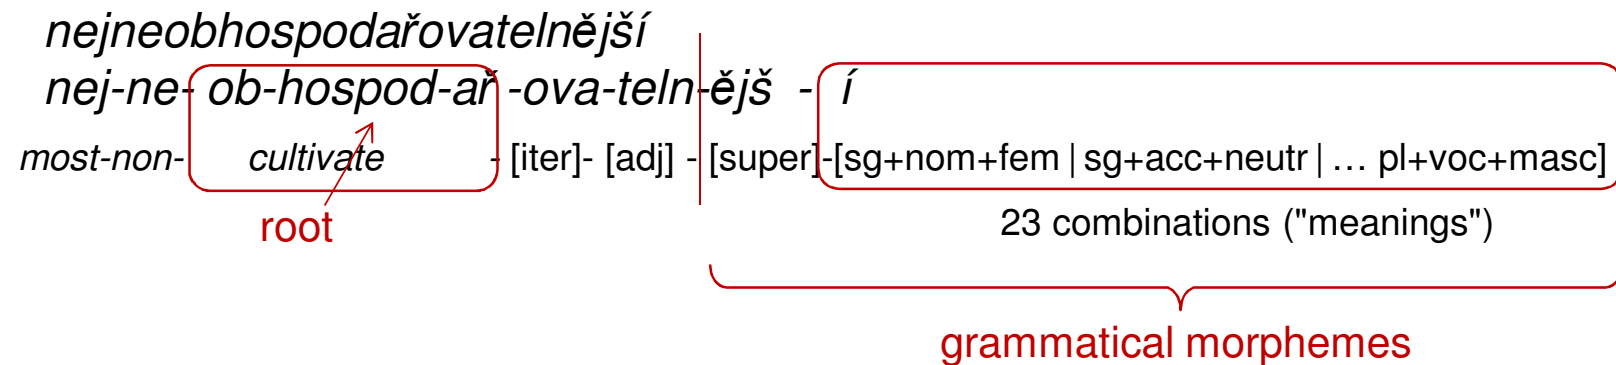 nejneobhospodařovatelnější
nej-ne- ob-hospod-ař -ova-teln-ějš - í
most-non- cultivate - [iter]- [adj] - [super]-[sg+nom+fem | sg+acc+neutr | … pl+voc+masc]
root
23 combinations ("meanings")
grammatical morphemes